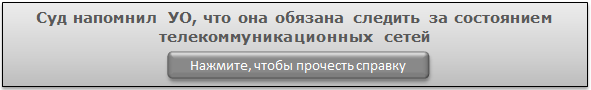 Суд напомнил УО, что она обязана следить за состоянием
телекоммуникационных сетей
Нажмите, чтобы прочесть справку